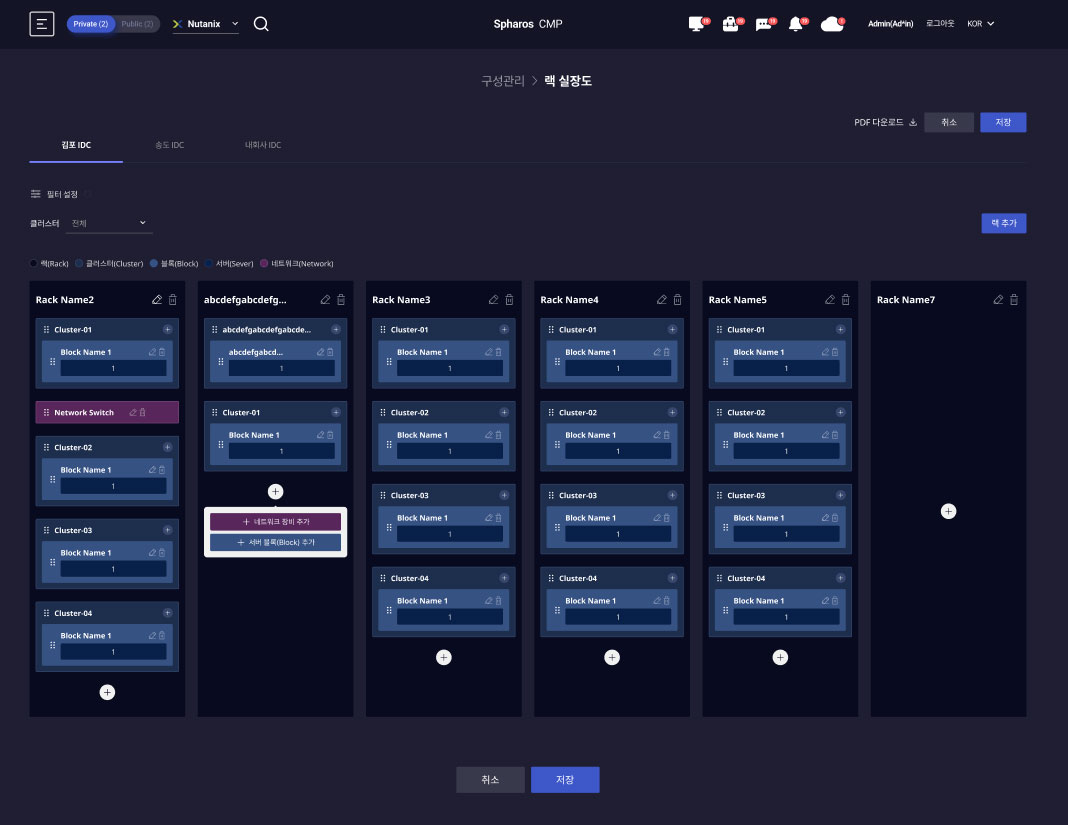 Private (2) Public (2) Nutanix Spharos CMP Admin(Ad*in) 로그아웃 KOR
구성관리 > 랙 실장도
PDF 다운로드 취소 저장
김포 IDC 송도 IDC 내회사 IDC
필터 설정
클러스터 전체 랙 추가
랙(Rack) 클러스터(Cluster) 블록(Block) 서버(Sever) 네트워크(Network)
Rack Name2
Cluster-01
Block Name 1
1
Network Switch
Cluster-02
Block Name 1
1
Cluster-03
Block Name 1
1
Cluster-04
Block Name 1
1
abcdefgabcdefg...
abcdefgabcdefgabcde...
abcdefgabcd...
1
Cluster-01
Block Name 1
1
+ 네트워크 장비 추가
+ 서버 블록(Block) 추가
Rack Name3
Cluster-01
Block Name 1
1
Cluster-02
Block Name 1
1
Cluster-03
Block Name 1
1
Cluster-04
Block Name 1
1
Rack Name4
Cluster-01
Block Name 1
1
Cluster-02
Block Name 1
1
Cluster-03
Block Name 1
1
Cluster-04
Block Name 1
1
Rack Name5
Cluster-01
Block Name 1
1
Cluster-02
Block Name 1
1
Cluster-03
Block Name 1
1
Cluster-04
Block Name 1
1
Rack Name7
취소 저장